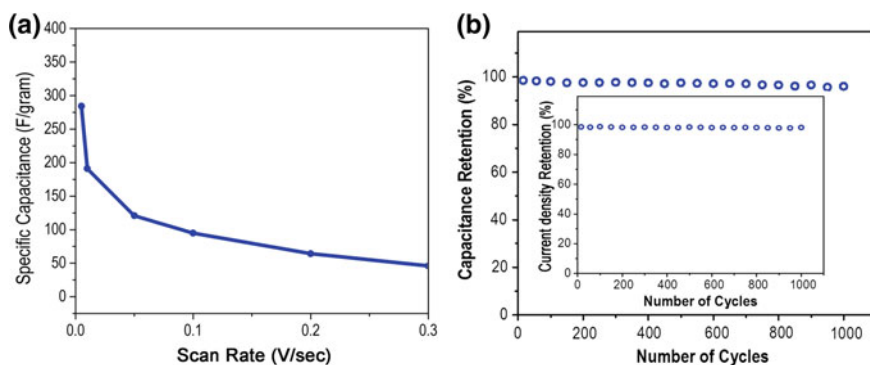 (a)
400
350
300
250
200
150
100
50
0
Specific Capacitance (F/gram)
0.0 0.1 0.2 0.3
Scan Rate (V/sec)
(b)
100
80
60
40
20
0
Capacitance Retention (%)
100
80
60
40
20
0
Current density Retention (%)
0 200 400 600 800 1000
Number of Cycles
0 200 400 600 800 1000
Number of Cycles